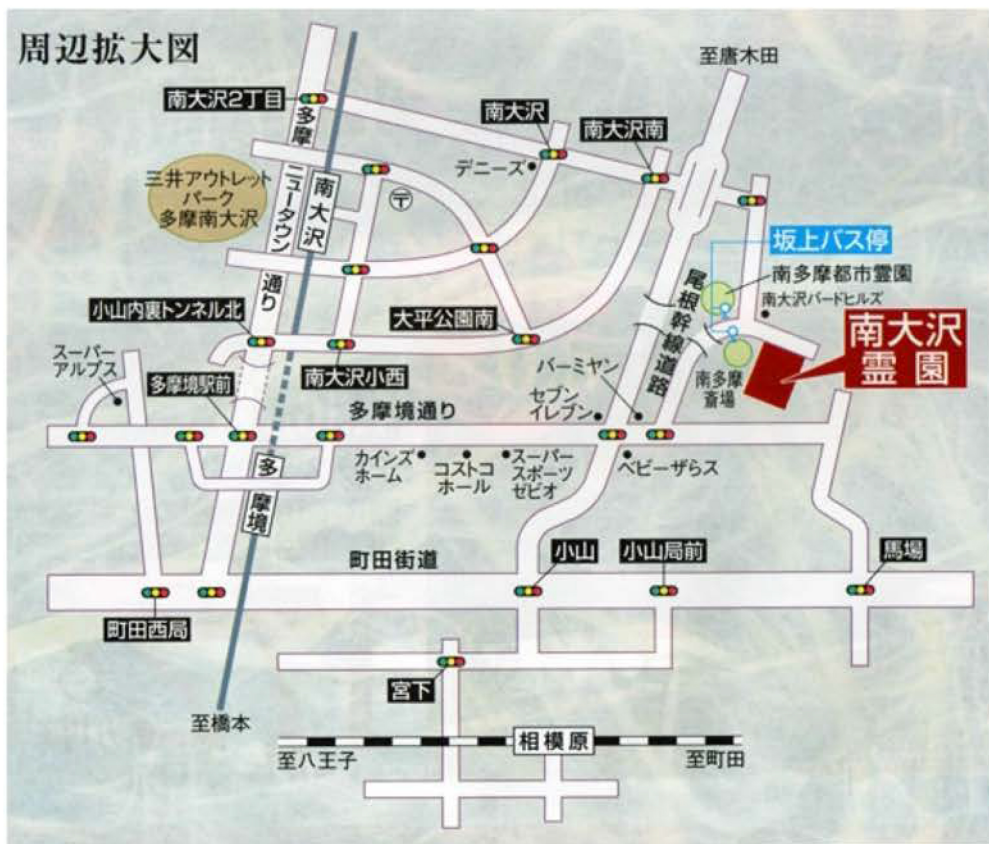 周辺拡大図
至唐木田
南大沢2丁目
南大沢
南大沢南
デニーズ
三井アウトレット
パーク
多摩南大沢
多摩ニュータウン通り
南大沢
〒
坂上バス停
南多摩都市霊園
南大沢バードヒルズ
尾根幹線道路
南大沢
霊園
小山内裏トンネル北
大平公園南
スーパー
アルプス
多摩境駅前
南大沢小西
バーミヤン
南多摩
斎場
セブン
イレブン
多摩境通り
カインズ
ホーム
コストコ
ホール
スーパー
スポーツ
ゼビオ
ベビーザらス
多摩境
町田街道
小山
小山局前
馬場
町田西局
宮下
至橋本
相模原
至八王子
至町田